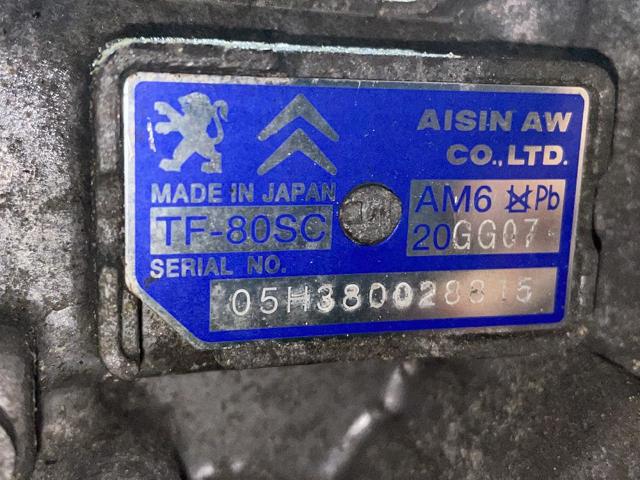 AISIN AW
CO., LTD.
MADE IN JAPAN
TF-80SC
AM6 Pb
20GG07
SERIAL NO.
05H380028815